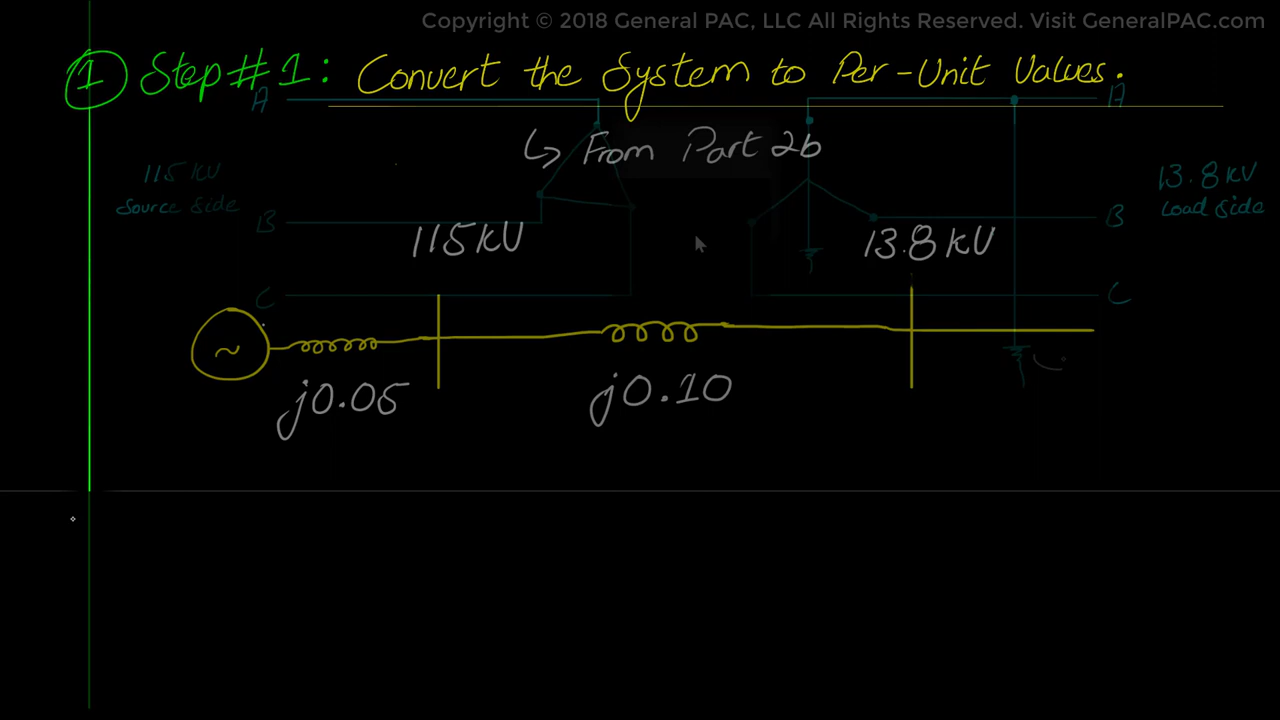 Copyright © 2018 General PAC, LLC All Rights Reserved. Visit GeneralPAC.com
1 Step#1: Convert the System to Per-Unit Values.
A
A
↳ From Part 2b
115 kV
Source Side
13.8 kV
Load Side
B
B
115 kV
13.8 kV
C
C
~
j0.05
j0.10